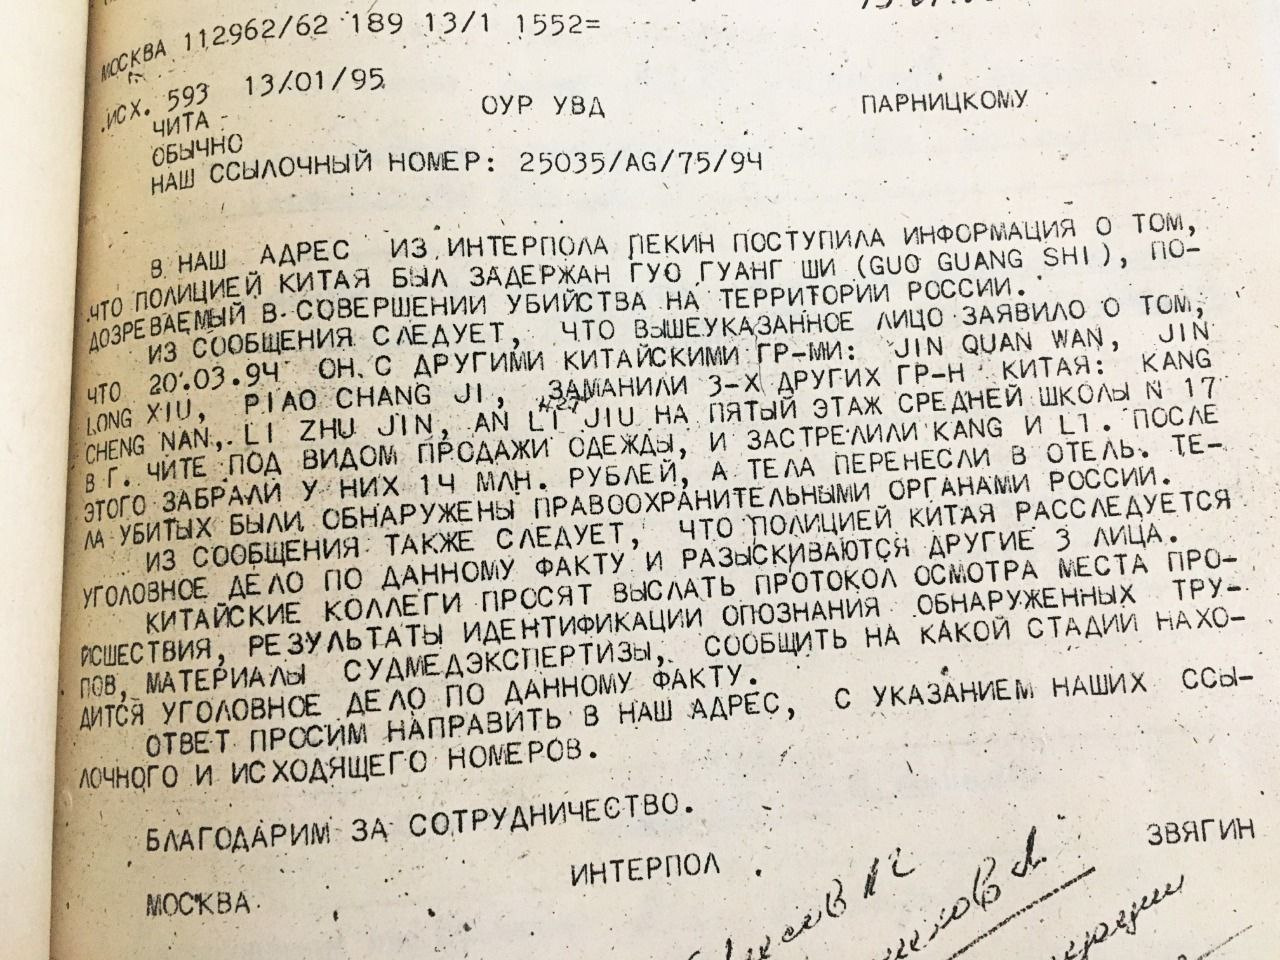 МОСКВА 112962/62 189 13/1 1552=
ИСХ. 593 13/01/95
ЧИТА ОУР УВД ПАРНИЦКОМУ
ОБЫЧНО
НАШ ССЫЛОЧНЫЙ НОМЕР: 25035/AG/75/94
В НАШ АДРЕС ИЗ ИНТЕРПОЛА ПЕКИН ПОСТУПИЛА ИНФОРМАЦИЯ О ТОМ,
ЧТО ПОЛИЦИЕЙ КИТАЯ БЫЛ ЗАДЕРЖАН ГУО ГУАНГ ШИ (GUO GUANG SHI), ПО-
ДОЗРЕВАЕМЫЙ В СОВЕРШЕНИИ УБИЙСТВА НА ТЕРРИТОРИИ РОССИИ.
ИЗ СООБЩЕНИЯ СЛЕДУЕТ, ЧТО ВЫШЕУКАЗАННОЕ ЛИЦО ЗАЯВИЛО О ТОМ,
ЧТО 20.03.94 ОН С ДРУГИМИ КИТАЙСКИМИ ГР-МИ: JIN QUAN WAN, JIN
LONG XIU, PIAO CHANG JI, ЗАМАНИЛИ 3-Х ДРУГИХ ГР-Н КИТАЯ: KANG
CHENG NAN, LI ZHU JIN, AN LI JIU НА ПЯТЫЙ ЭТАЖ СРЕДНЕЙ ШКОЛЫ N 17
В Г. ЧИТЕ ПОД ВИДОМ ПРОДАЖИ ОДЕЖДЫ, И ЗАСТРЕЛИЛИ KANG И LI. ПОСЛЕ
ЭТОГО ЗАБРАЛИ У НИХ 14 МЛН. РУБЛЕЙ, А ТЕЛА ПЕРЕНЕСЛИ В ОТЕЛЬ. ТЕ-
ЛА УБИТЫХ БЫЛИ ОБНАРУЖЕНЫ ПРАВООХРАНИТЕЛЬНЫМИ ОРГАНАМИ РОССИИ.
ИЗ СООБЩЕНИЯ ТАКЖЕ СЛЕДУЕТ, ЧТО ПОЛИЦИЕЙ КИТАЯ РАССЛЕДУЕТСЯ
УГОЛОВНОЕ ДЕЛО ПО ДАННОМУ ФАКТУ И РАЗЫСКИВАЮТСЯ ДРУГИЕ 3 ЛИЦА.
КИТАЙСКИЕ КОЛЛЕГИ ПРОСЯТ ВЫСЛАТЬ ПРОТОКОЛ ОСМОТРА МЕСТА ПРО-
ИСШЕСТВИЯ, РЕЗУЛЬТАТЫ ИДЕНТИФИКАЦИИ ОПОЗНАНИЯ ОБНАРУЖЕННЫХ ТРУ-
ПОВ, МАТЕРИАЛЫ СУДМЕДЭКСПЕРТИЗЫ, СООБЩИТЬ НА КАКОЙ СТАДИИ НАХО-
ДИТСЯ УГОЛОВНОЕ ДЕЛО ПО ДАННОМУ ФАКТУ.
ОТВЕТ ПРОСИМ НАПРАВИТЬ В НАШ АДРЕС, С УКАЗАНИЕМ НАШИХ ССЫ-
ЛОЧНОГО И ИСХОДЯЩЕГО НОМЕРОВ.
БЛАГОДАРИМ ЗА СОТРУДНИЧЕСТВО.
МОСКВА ИНТЕРПОЛ ЗВЯГИН